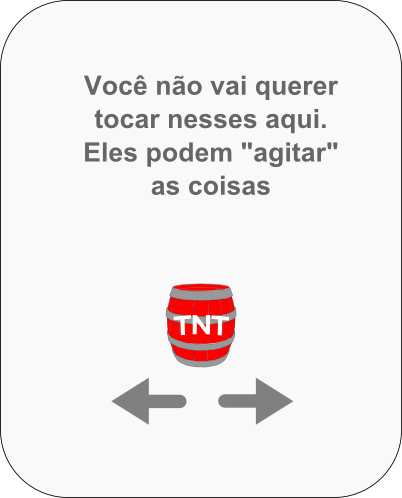 Você não vai querer
tocar nesses aqui.
Eles podem "agitar"
as coisas
TNT